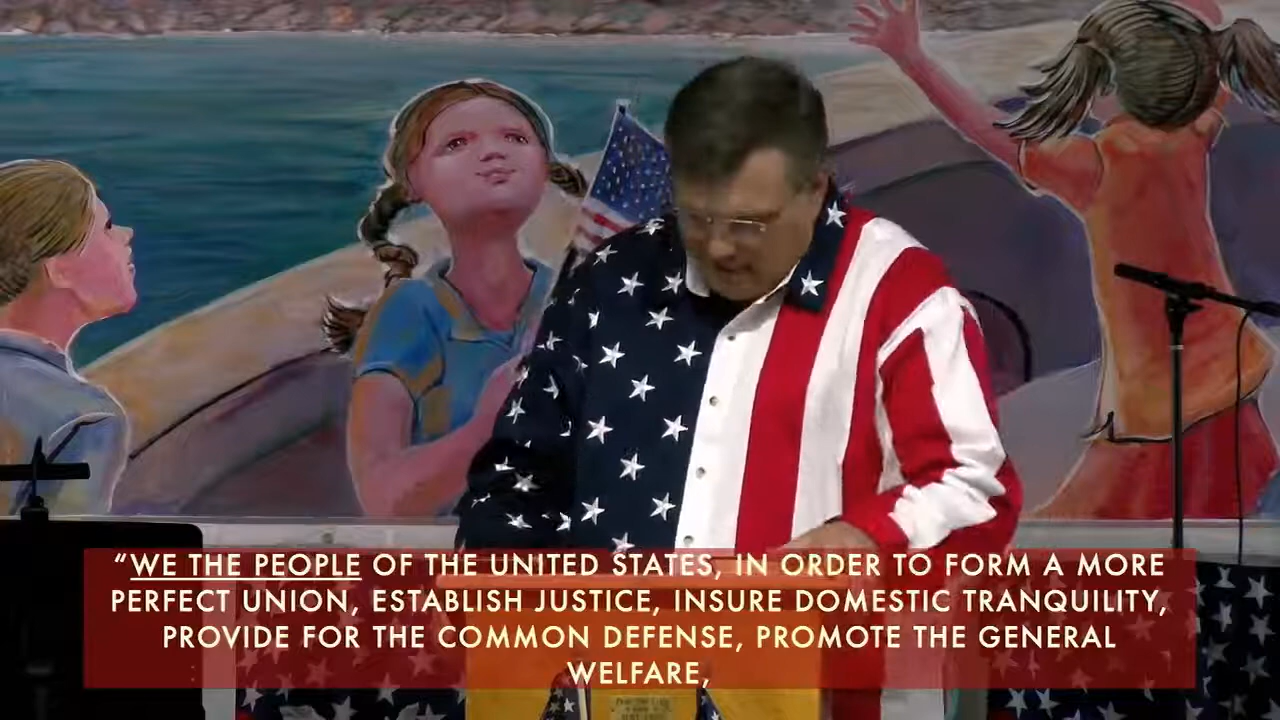 “WE THE PEOPLE OF THE UNITED STATES, IN ORDER TO FORM A MORE
PERFECT UNION, ESTABLISH JUSTICE, INSURE DOMESTIC TRANQUILITY,
PROVIDE FOR THE COMMON DEFENSE, PROMOTE THE GENERAL
WELFARE,